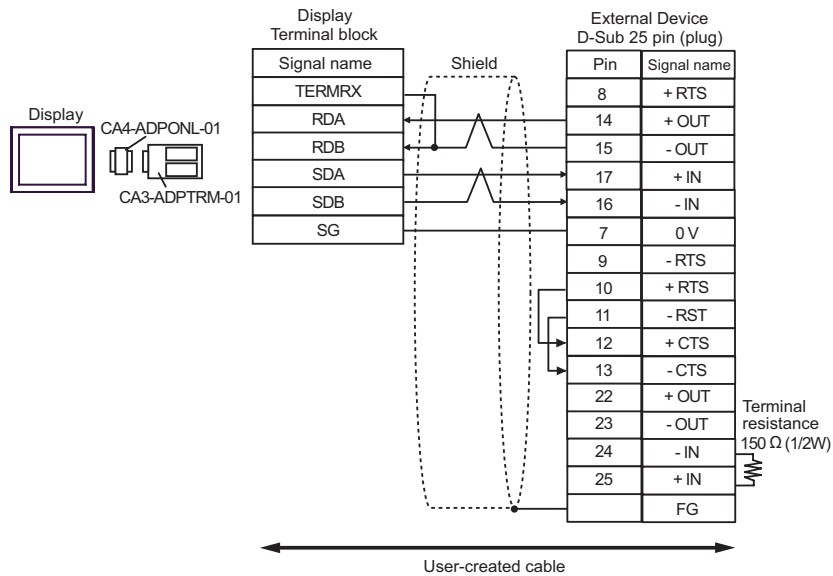 Display
Terminal block
External Device
D-Sub 25 pin (plug)
Signal name
Shield
Pin
Signal name
TERMRX
8
+ RTS
Display
CA4-ADPONL-01
CA3-ADPTRM-01
RDA
14
+ OUT
RDB
15
- OUT
SDA
17
+ IN
SDB
16
- IN
SG
7
0 V
9
- RTS
10
+ RTS
11
- RST
12
+ CTS
13
- CTS
22
+ OUT
23
- OUT
24
- IN
25
+ IN
FG
Terminal
resistance
150 Ω (1/2W)
User-created cable